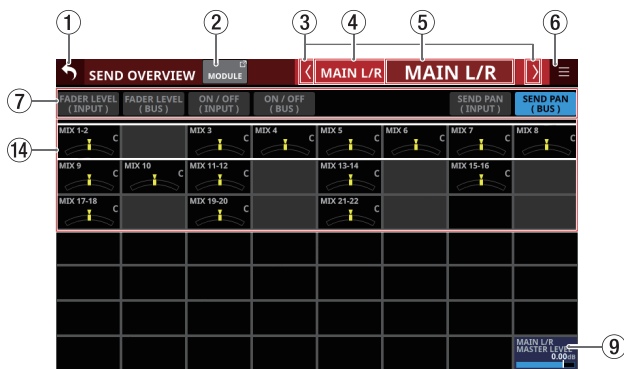 1 2 3 4 5 6
SEND OVERVIEW MODULE MAIN L/R MAIN L/R
7
FADER LEVEL FADER LEVEL ON / OFF ON / OFF SEND PAN SEND PAN
( INPUT ) ( BUS ) ( INPUT ) ( BUS ) ( INPUT ) ( BUS )
14
MIX 1-2 MIX 3 MIX 4 MIX 5 MIX 6 MIX 7 MIX 8
C C C C C C C
MIX 9 MIX 10 MIX 11-12 MIX 13-14 MIX 15-16
C C C C C
MIX 17-18 MIX 19-20 MIX 21-22
C C C
MAIN L/R
MASTER LEVEL
0.00dB
9